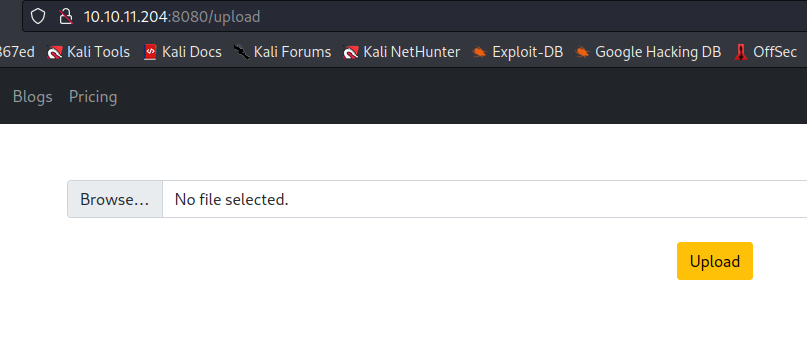 10.10.11.204:8080/upload
367ed Kali Tools Kali Docs Kali Forums Kali NetHunter Exploit-DB Google Hacking DB OffSec
Blogs Pricing
Browse... No file selected.
Upload